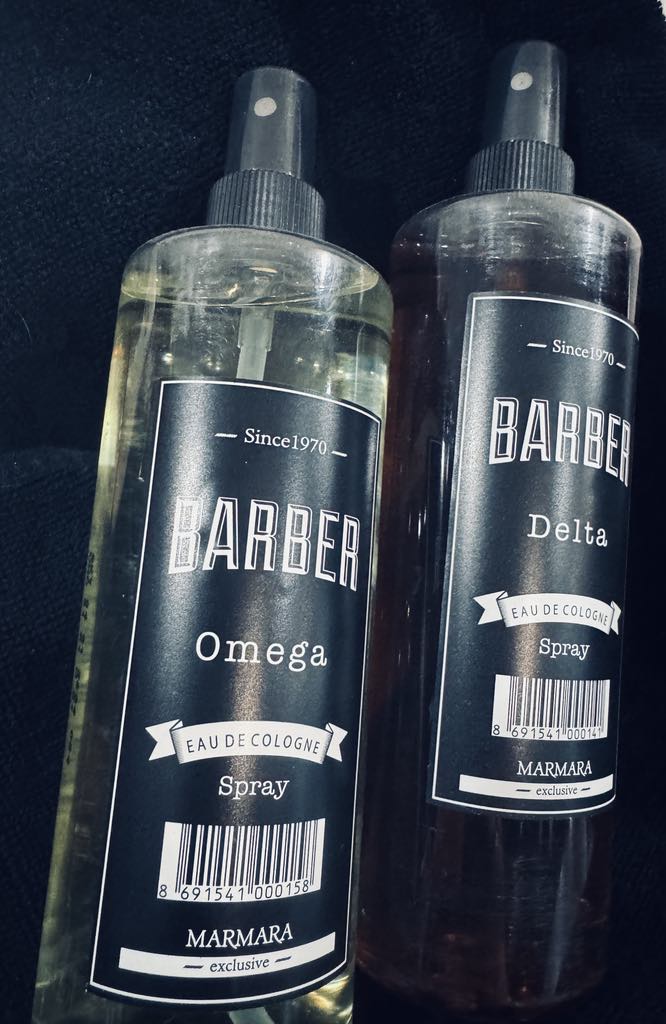 — Since1970 —
BARBER
Omega
EAU DE COLOGNE
Spray
8 691541 000158
MARMARA
— exclusive —
— Since1970 —
BARBER
Delta
EAU DE COLOGNE
Spray
8 691541 000141
MARMARA
— exclusive —